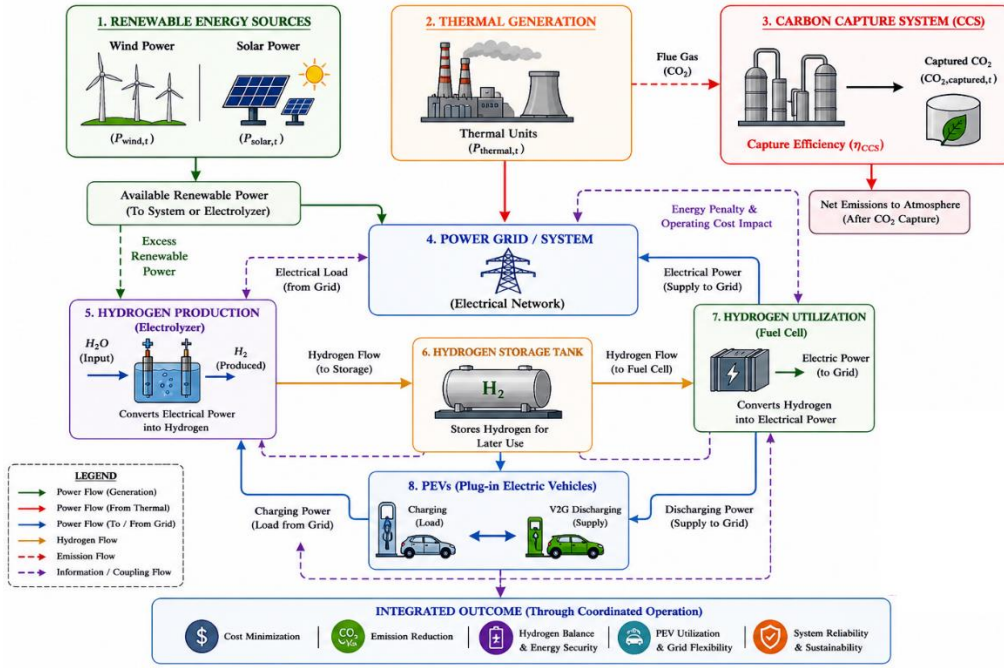 1. RENEWABLE ENERGY SOURCES
Wind Power
Solar Power
(P_wind,t)
(P_solar,t)
2. THERMAL GENERATION
Thermal Units
(P_thermal,t)
Flue Gas
(CO₂)
3. CARBON CAPTURE SYSTEM (CCS)
Captured CO₂
(CO₂,captured,t)
Capture Efficiency (η_CCS)
Available Renewable Power
(To System or Electrolyzer)
Net Emissions to Atmosphere
(After CO₂ Capture)
Energy Penalty &
Operating Cost Impact
Excess
Renewable
Power
Electrical Load
(from Grid)
4. POWER GRID / SYSTEM
(Electrical Network)
Electrical Power
(Supply to Grid)
5. HYDROGEN PRODUCTION
(Electrolyzer)
H₂O
(Input)
H₂
(Produced)
Converts Electrical Power
into Hydrogen
Hydrogen Flow
(to Storage)
6. HYDROGEN STORAGE TANK
H₂
Stores Hydrogen for
Later Use
Hydrogen Flow
(to Fuel Cell)
7. HYDROGEN UTILIZATION
(Fuel Cell)
Electric Power
(to Grid)
Converts Hydrogen
into Electrical Power
LEGEND
Power Flow (Generation)
Power Flow (From Thermal)
Power Flow (To / From Grid)
Hydrogen Flow
Emission Flow
Information / Coupling Flow
Charging Power
(Load from Grid)
8. PEVs (Plug-in Electric Vehicles)
Charging
(Load)
V2G Discharging
(Supply)
Discharging Power
(Supply to Grid)
INTEGRATED OUTCOME (Through Coordinated Operation)
$
Cost Minimization
Emission Reduction
Hydrogen Balance
& Energy Security
PEV Utilization
& Grid Flexibility
System Reliability
& Sustainability